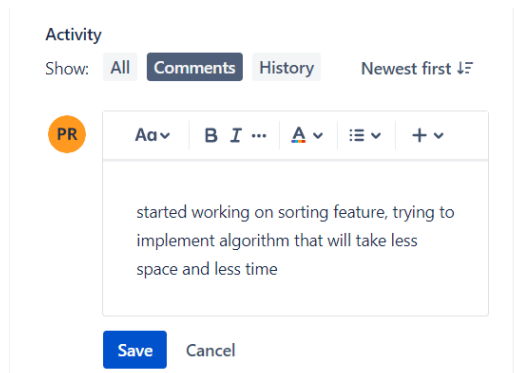 Activity
Show: All Comments History Newest first
PR Aa B I ... A +
started working on sorting feature, trying to
implement algorithm that will take less
space and less time
Save Cancel